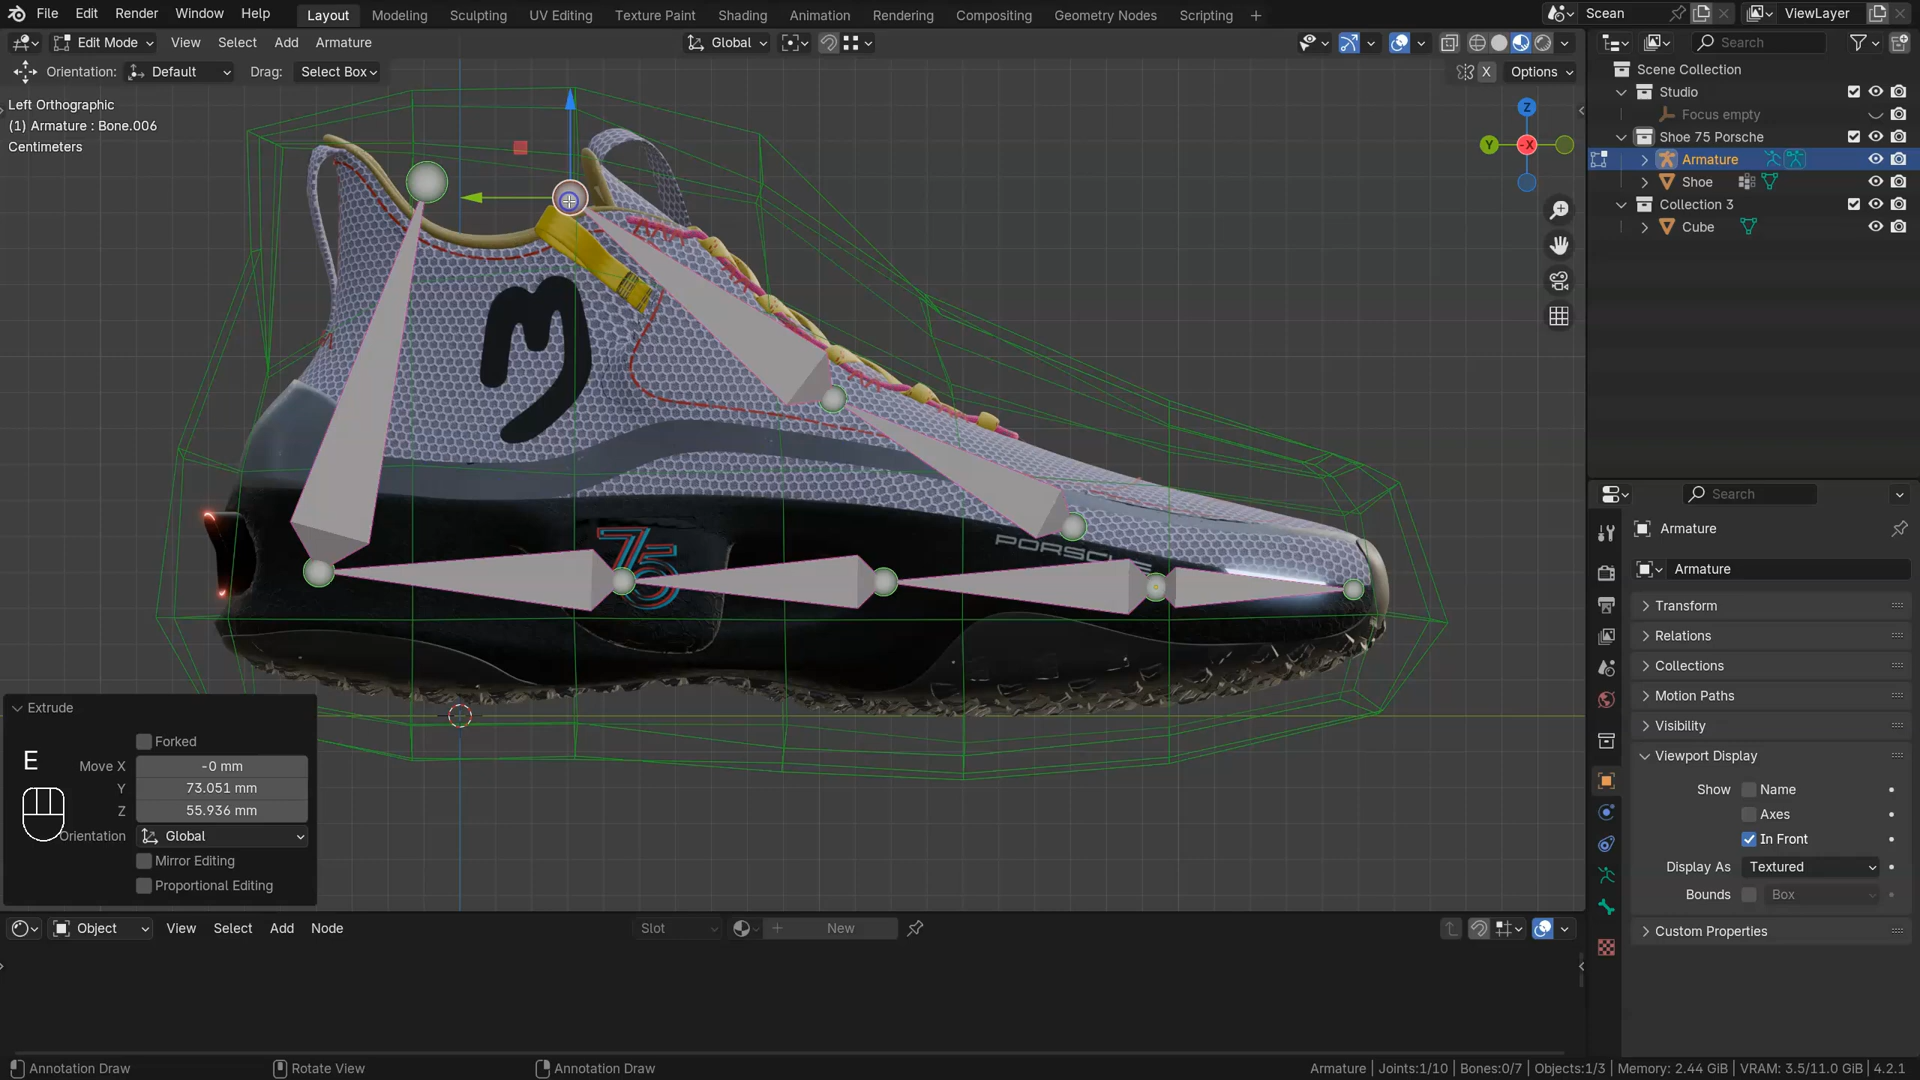 File Edit Render Window Help Layout Modeling Sculpting UV Editing Texture Paint Shading Animation Rendering Compositing Geometry Nodes Scripting + Scean ViewLayer
Edit Mode View Select Add Armature Global Search
Orientation: Default Drag: Select Box X Options
Scene Collection
Studio
Focus empty
Shoe 75 Porsche
Armature
Shoe
Collection 3
Cube
Left Orthographic
(1) Armature : Bone.006
Centimeters
Z
Y
-X
75
PORSCHE
Extrude
Forked
Move X -0 mm
Y 73.051 mm
Z 55.936 mm
Orientation Global
Mirror Editing
Proportional Editing
E
Search
Armature
Armature
Transform
Relations
Collections
Motion Paths
Visibility
Viewport Display
Show Name
Axes
In Front
Display As Textured
Bounds Box
Custom Properties
Object View Select Add Node Slot New
Annotation Draw Rotate View Annotation Draw Armature | Joints:1/10 | Bones:0/7 | Objects:1/3 | Memory: 2.44 GiB | VRAM: 3.5/11.0 GiB | 4.2.1